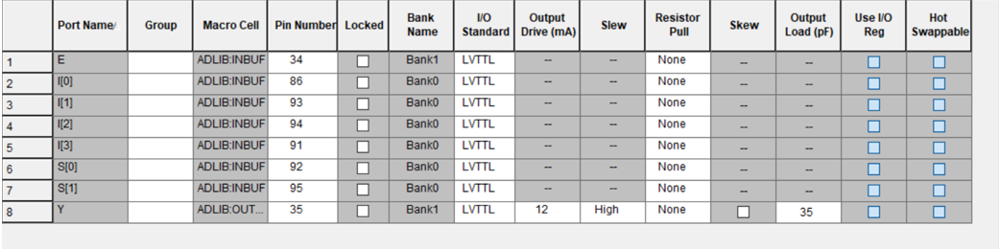 Port Name/ Group Macro Cell Pin Number Locked Bank Name I/O Standard Output Drive (mA) Slew Resistor Pull Skew Output Load (pF) Use I/O Reg Hot Swappable
1 E ADLIB:INBUF 34 Bank1 LVTTL -- -- None -- --
2 I[0] ADLIB:INBUF 86 Bank0 LVTTL -- -- None -- --
3 I[1] ADLIB:INBUF 93 Bank0 LVTTL -- -- None -- --
4 I[2] ADLIB:INBUF 94 Bank0 LVTTL -- -- None -- --
5 I[3] ADLIB:INBUF 91 Bank0 LVTTL -- -- None -- --
6 S[0] ADLIB:INBUF 92 Bank0 LVTTL -- -- None -- --
7 S[1] ADLIB:INBUF 95 Bank0 LVTTL -- -- None -- --
8 Y ADLIB:OUT... 35 Bank1 LVTTL 12 High None 35